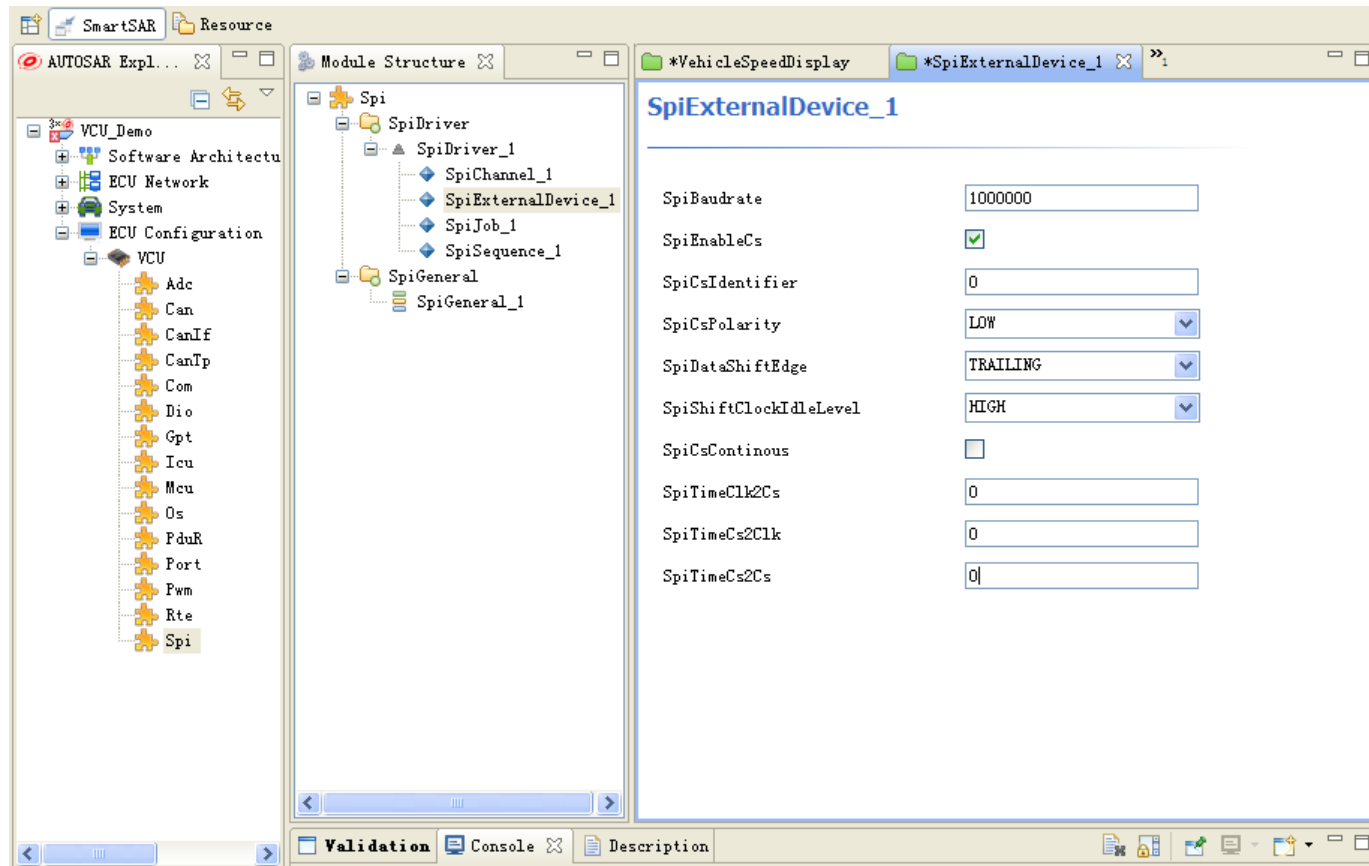 SmartSAR Resource
AUTOSAR Expl...
VCU_Demo
Software Architectu
ECU Network
System
ECU Configuration
VCU
Adc
Can
CanIf
CanTp
Com
Dio
Gpt
Icu
Mcu
Os
PduR
Port
Pwm
Rte
Spi
Module Structure
Spi
SpiDriver
SpiDriver_1
SpiChannel_1
SpiExternalDevice_1
SpiJob_1
SpiSequence_1
SpiGeneral
SpiGeneral_1
*VehicleSpeedDisplay *SpiExternalDevice_1 »1
SpiExternalDevice_1
SpiBaudrate 1000000
SpiEnableCs
SpiCsIdentifier 0
SpiCsPolarity LOW
SpiDataShiftEdge TRAILING
SpiShiftClockIdleLevel HIGH
SpiCsContinous
SpiTimeClk2Cs 0
SpiTimeCs2Clk 0
SpiTimeCs2Cs 0
Validation Console Description